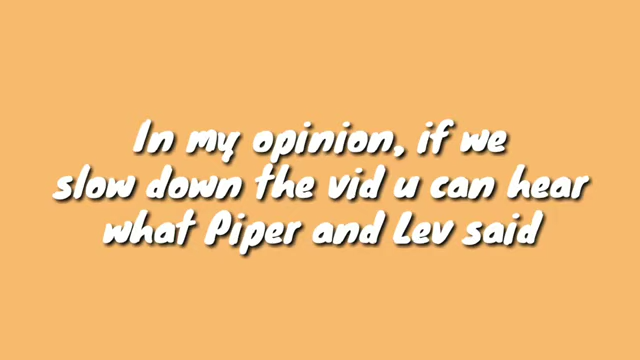 In my opinion, if we
slow down the vid u can hear
what Piper and Lev said